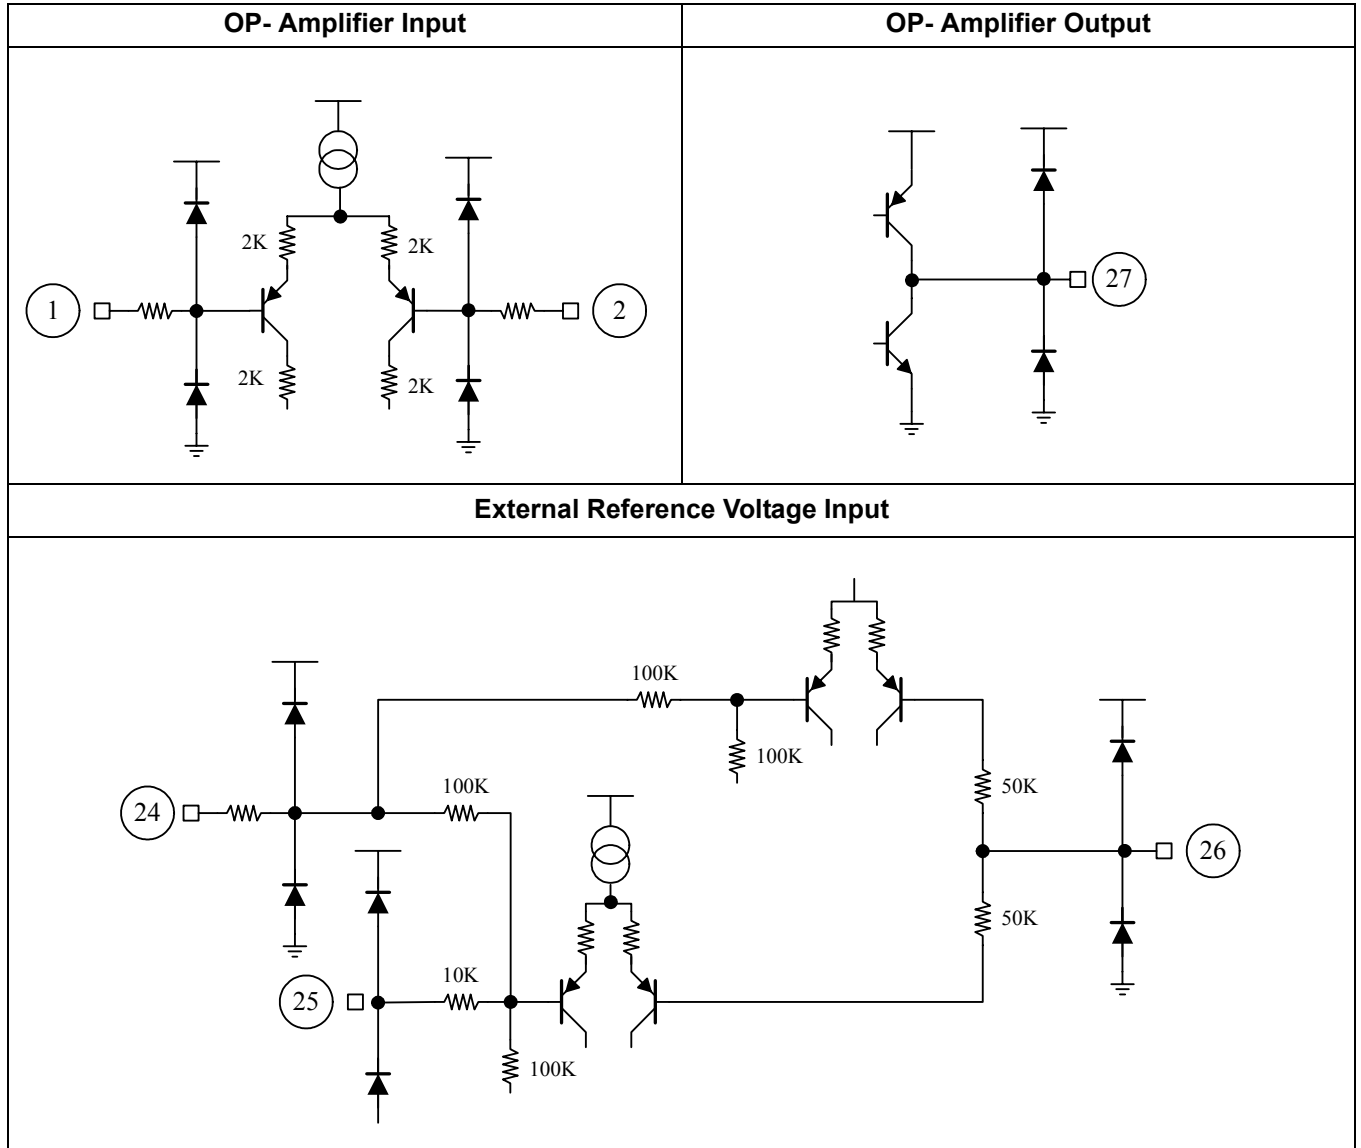 OP- Amplifier Input
OP- Amplifier Output
2K
2K
1
2
2K
2K
27
External Reference Voltage Input
100K
100K
24
100K
50K
26
50K
25
10K
100K